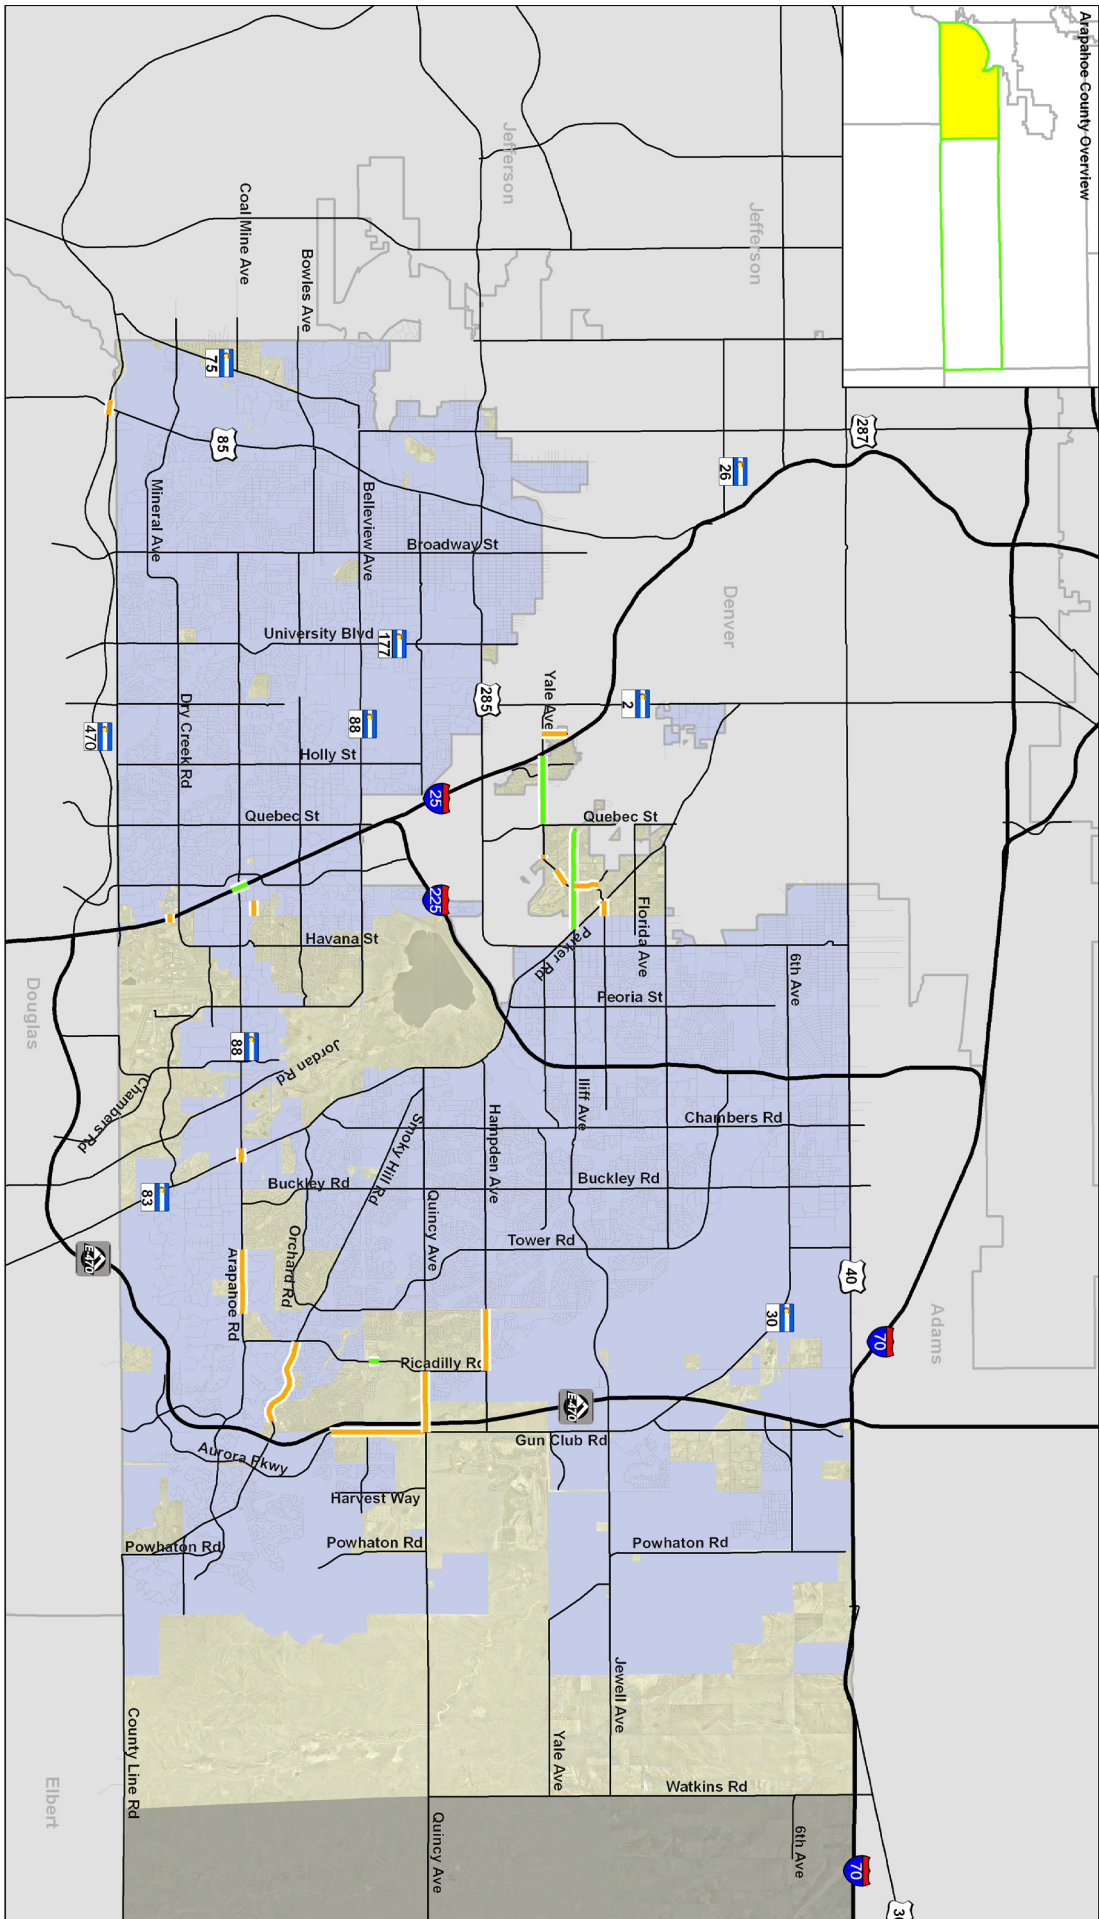 Arapahoe County Overview
Jefferson
Jefferson
Coal Mine Ave
Bowles Ave
75
85
287
26
Mineral Ave
Belleview Ave
Broadway St
Denver
University Blvd
177
285
Yale Ave
2
470
Dry Creek Rd
88
Holly St
25
Quebec St
Quebec St
225
Florida Ave
Havana St
Parker Rd
6th Ave
Peoria St
Douglas
88
Jordan Rd
Chambers Rd
Smoky Hill Rd
Hampden Ave
Iliff Ave
Chambers Rd
83
Buckley Rd
Quincy Ave
Buckley Rd
Tower Rd
E-470
Arapahoe Rd
Orchard Rd
40
30
Adams
70
Picadilly Rd
E-470
Gun Club Rd
Aurora Pkwy
Harvest Way
Powhaton Rd
Powhaton Rd
Powhaton Rd
Jewell Ave
Yale Ave
County Line Rd
Watkins Rd
Elbert
Quincy Ave
6th Ave
70